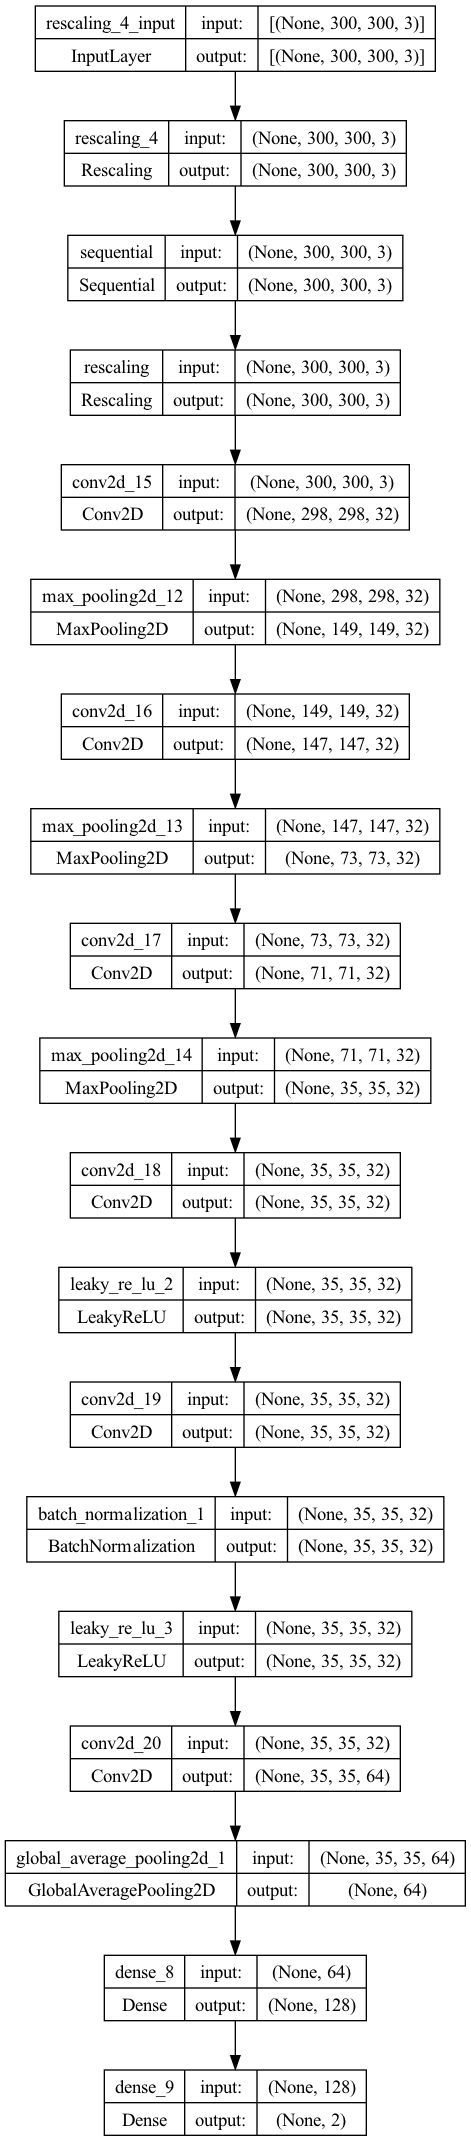 rescaling_4_input input: [(None, 300, 300, 3)]
InputLayer output: [(None, 300, 300, 3)]
rescaling_4 input: (None, 300, 300, 3)
Rescaling output: (None, 300, 300, 3)
sequential input: (None, 300, 300, 3)
Sequential output: (None, 300, 300, 3)
rescaling input: (None, 300, 300, 3)
Rescaling output: (None, 300, 300, 3)
conv2d_15 input: (None, 300, 300, 3)
Conv2D output: (None, 298, 298, 32)
max_pooling2d_12 input: (None, 298, 298, 32)
MaxPooling2D output: (None, 149, 149, 32)
conv2d_16 input: (None, 149, 149, 32)
Conv2D output: (None, 147, 147, 32)
max_pooling2d_13 input: (None, 147, 147, 32)
MaxPooling2D output: (None, 73, 73, 32)
conv2d_17 input: (None, 73, 73, 32)
Conv2D output: (None, 71, 71, 32)
max_pooling2d_14 input: (None, 71, 71, 32)
MaxPooling2D output: (None, 35, 35, 32)
conv2d_18 input: (None, 35, 35, 32)
Conv2D output: (None, 35, 35, 32)
leaky_re_lu_2 input: (None, 35, 35, 32)
LeakyReLU output: (None, 35, 35, 32)
conv2d_19 input: (None, 35, 35, 32)
Conv2D output: (None, 35, 35, 32)
batch_normalization_1 input: (None, 35, 35, 32)
BatchNormalization output: (None, 35, 35, 32)
leaky_re_lu_3 input: (None, 35, 35, 32)
LeakyReLU output: (None, 35, 35, 32)
conv2d_20 input: (None, 35, 35, 32)
Conv2D output: (None, 35, 35, 64)
global_average_pooling2d_1 input: (None, 35, 35, 64)
GlobalAveragePooling2D output: (None, 64)
dense_8 input: (None, 64)
Dense output: (None, 128)
dense_9 input: (None, 128)
Dense output: (None, 2)